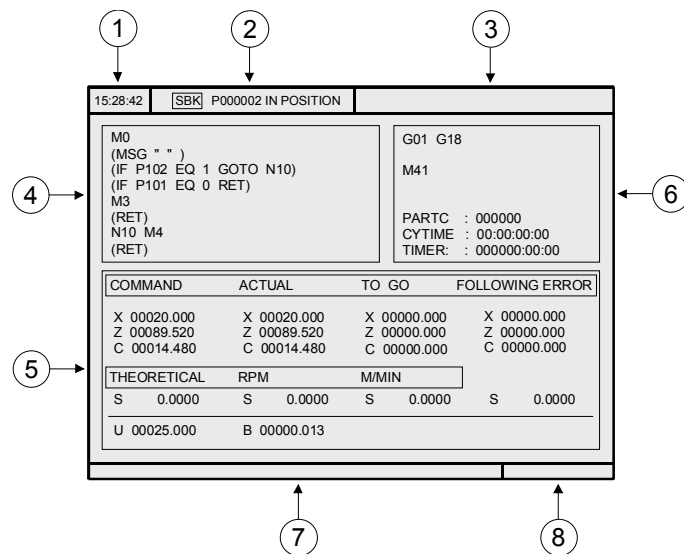 1 2 3
15:28:42 SBK P000002 IN POSITION
M0
(MSG " " )
(IF P102 EQ 1 GOTO N10)
(IF P101 EQ 0 RET)
M3
(RET)
N10 M4
(RET)
G01 G18
M41
PARTC : 000000
CYTIME : 00:00:00:00
TIMER: : 000000:00:00
4
6
COMMAND ACTUAL TO GO FOLLOWING ERROR
X 00020.000 X 00020.000 X 00000.000 X 00000.000
Z 00089.520 Z 00089.520 Z 00000.000 Z 00000.000
C 00014.480 C 00014.480 C 00000.000 C 00000.000
5
THEORETICAL RPM M/MIN
S 0.0000 S 0.0000 S 0.0000 S 0.0000
U 00025.000 B 00000.013
7 8